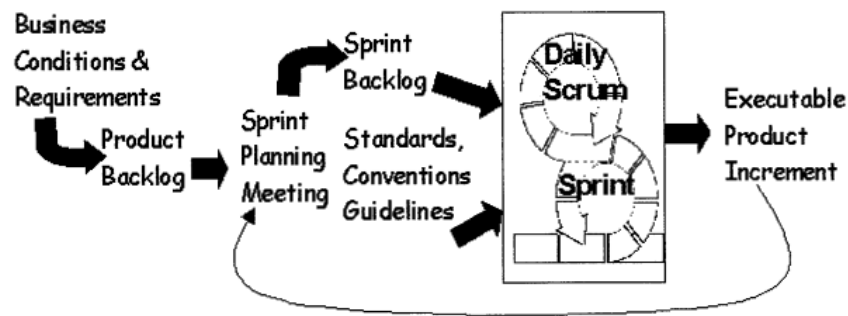 Business
Conditions &
Requirements
Product
Backlog
Sprint
Planning
Meeting
Sprint
Backlog
Standards,
Conventions
Guidelines
Daily
Scrum
Sprint
Executable
Product
Increment